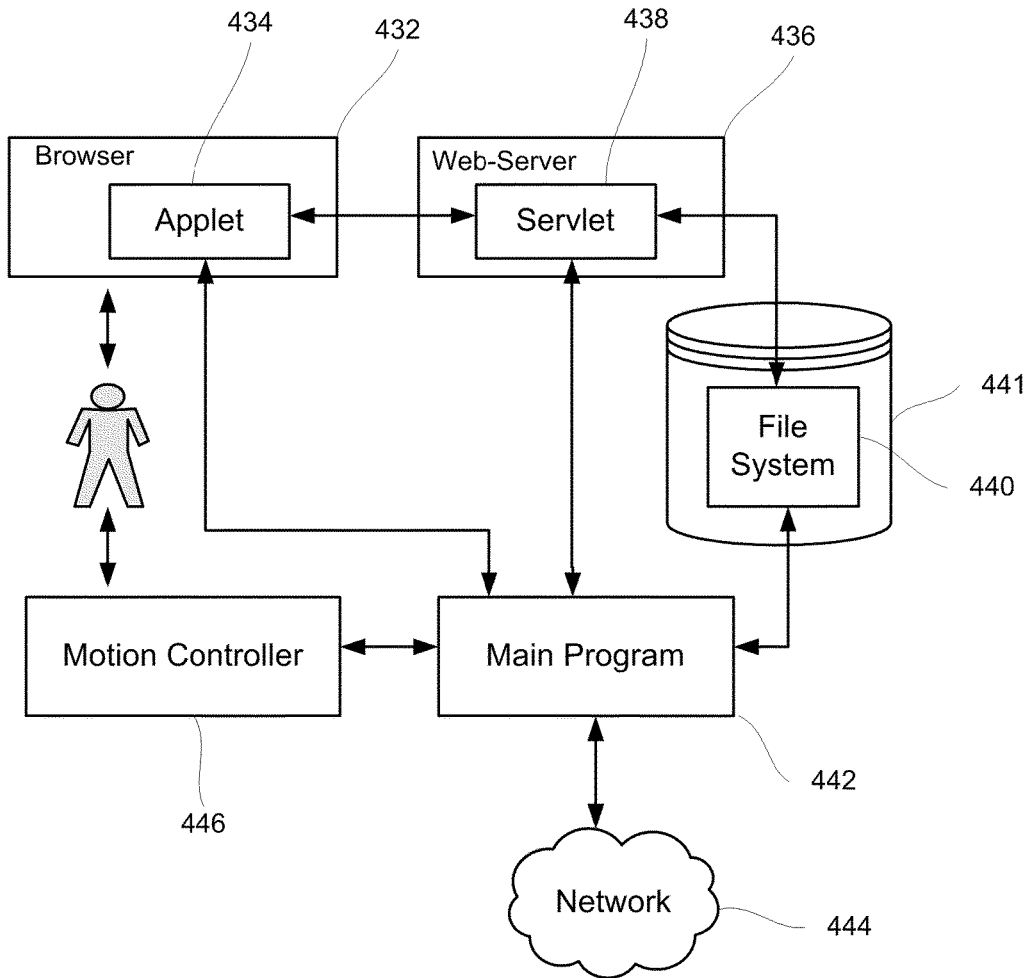 434
432
438
436
Browser
Web-Server
Applet
Servlet
441
File
System
440
Motion Controller
Main Program
442
446
Network
444